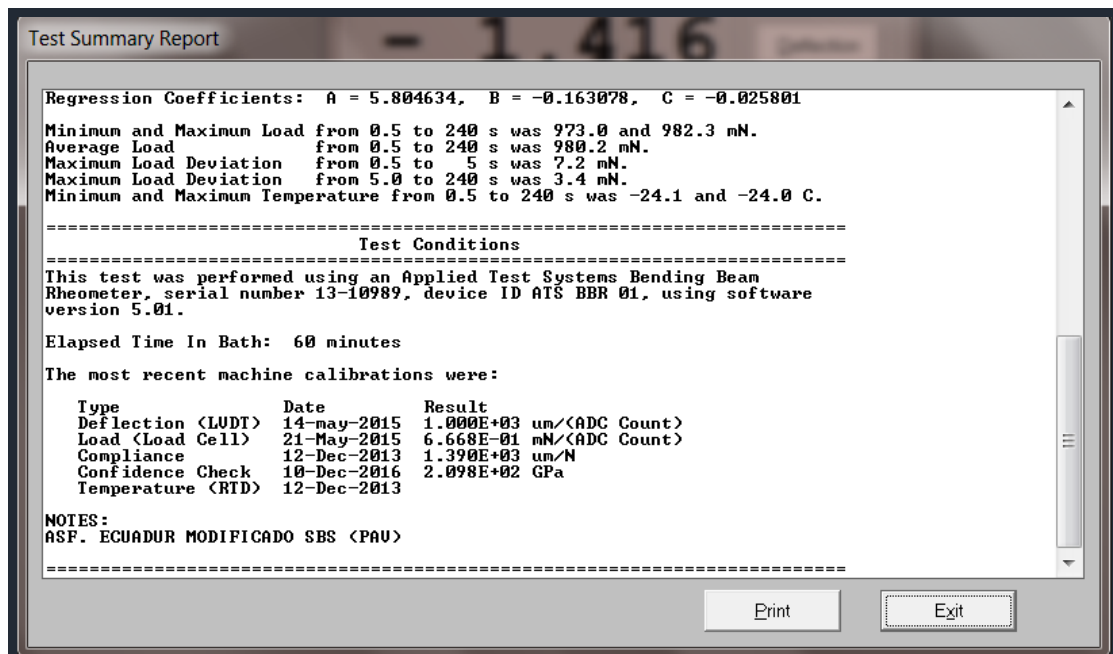 - 1.416
Deflection
Test Summary Report
Regression Coefficients:  A = 5.804634,  B = -0.163078,  C = -0.025801
Minimum and Maximum Load from 0.5 to 240 s was 973.0 and 982.3 mN.
Average Load             from 0.5 to 240 s was 980.2 mN.
Maximum Load Deviation   from 0.5 to   5 s was 7.2 mN.
Maximum Load Deviation   from 5.0 to 240 s was 3.4 mN.
Minimum and Maximum Temperature from 0.5 to 240 s was -24.1 and -24.0 C.
==========================================================================
Test Conditions
==========================================================================
This test was performed using an Applied Test Systems Bending Beam
Rheometer, serial number 13-10989, device ID ATS BBR 01, using software
version 5.01.
Elapsed Time In Bath:  60 minutes
The most recent machine calibrations were:
Type                Date         Result
Deflection (LVDT)  14-may-2015  1.000E+03 um/(ADC Count)
Load (Load Cell)   21-May-2015  6.668E-01 mN/(ADC Count)
Compliance         12-Dec-2013  1.390E+03 um/N
Confidence Check   10-Dec-2016  2.098E+02 GPa
Temperature (RTD)  12-Dec-2013
NOTES:
ASF. ECUADUR MODIFICADO SBS (PAV)
==========================================================================
Print
Exit